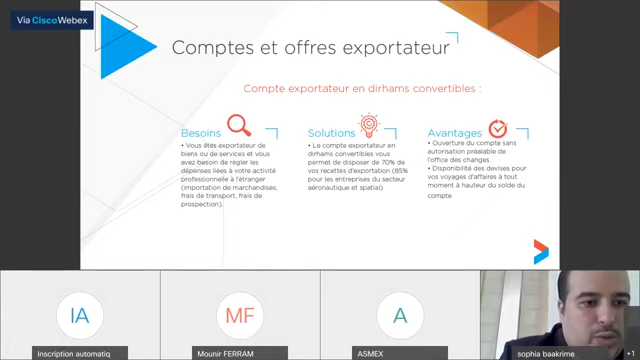 Via CiscoWebex
Comptes et offres exportateur
Compte exportateur en dirhams convertibles :
Besoins
• Vous êtes exportateur de
biens ou de services et vous
avez besoin de régler les
dépenses liées à votre activité
professionnelle à l'étranger
(importation de marchandises,
frais de transport, frais de
prospection).
Solutions
• Le compte exportateur en
dirhams convertibles vous
permet de disposer de 70% de
vos recettes d'exportation (85%
pour les entreprises du secteur
aéronautique et spatial)
Avantages
• Ouverture du compte sans
autorisation préalable de
l'office des changes.
• Disponibilité des devises pour
vos voyages d'affaires à tout
moment à hauteur du solde du
compte
IA
MF
A
Inscription automatiq
Mounir FERRAM
ASMEX
sophia baakrime
+1